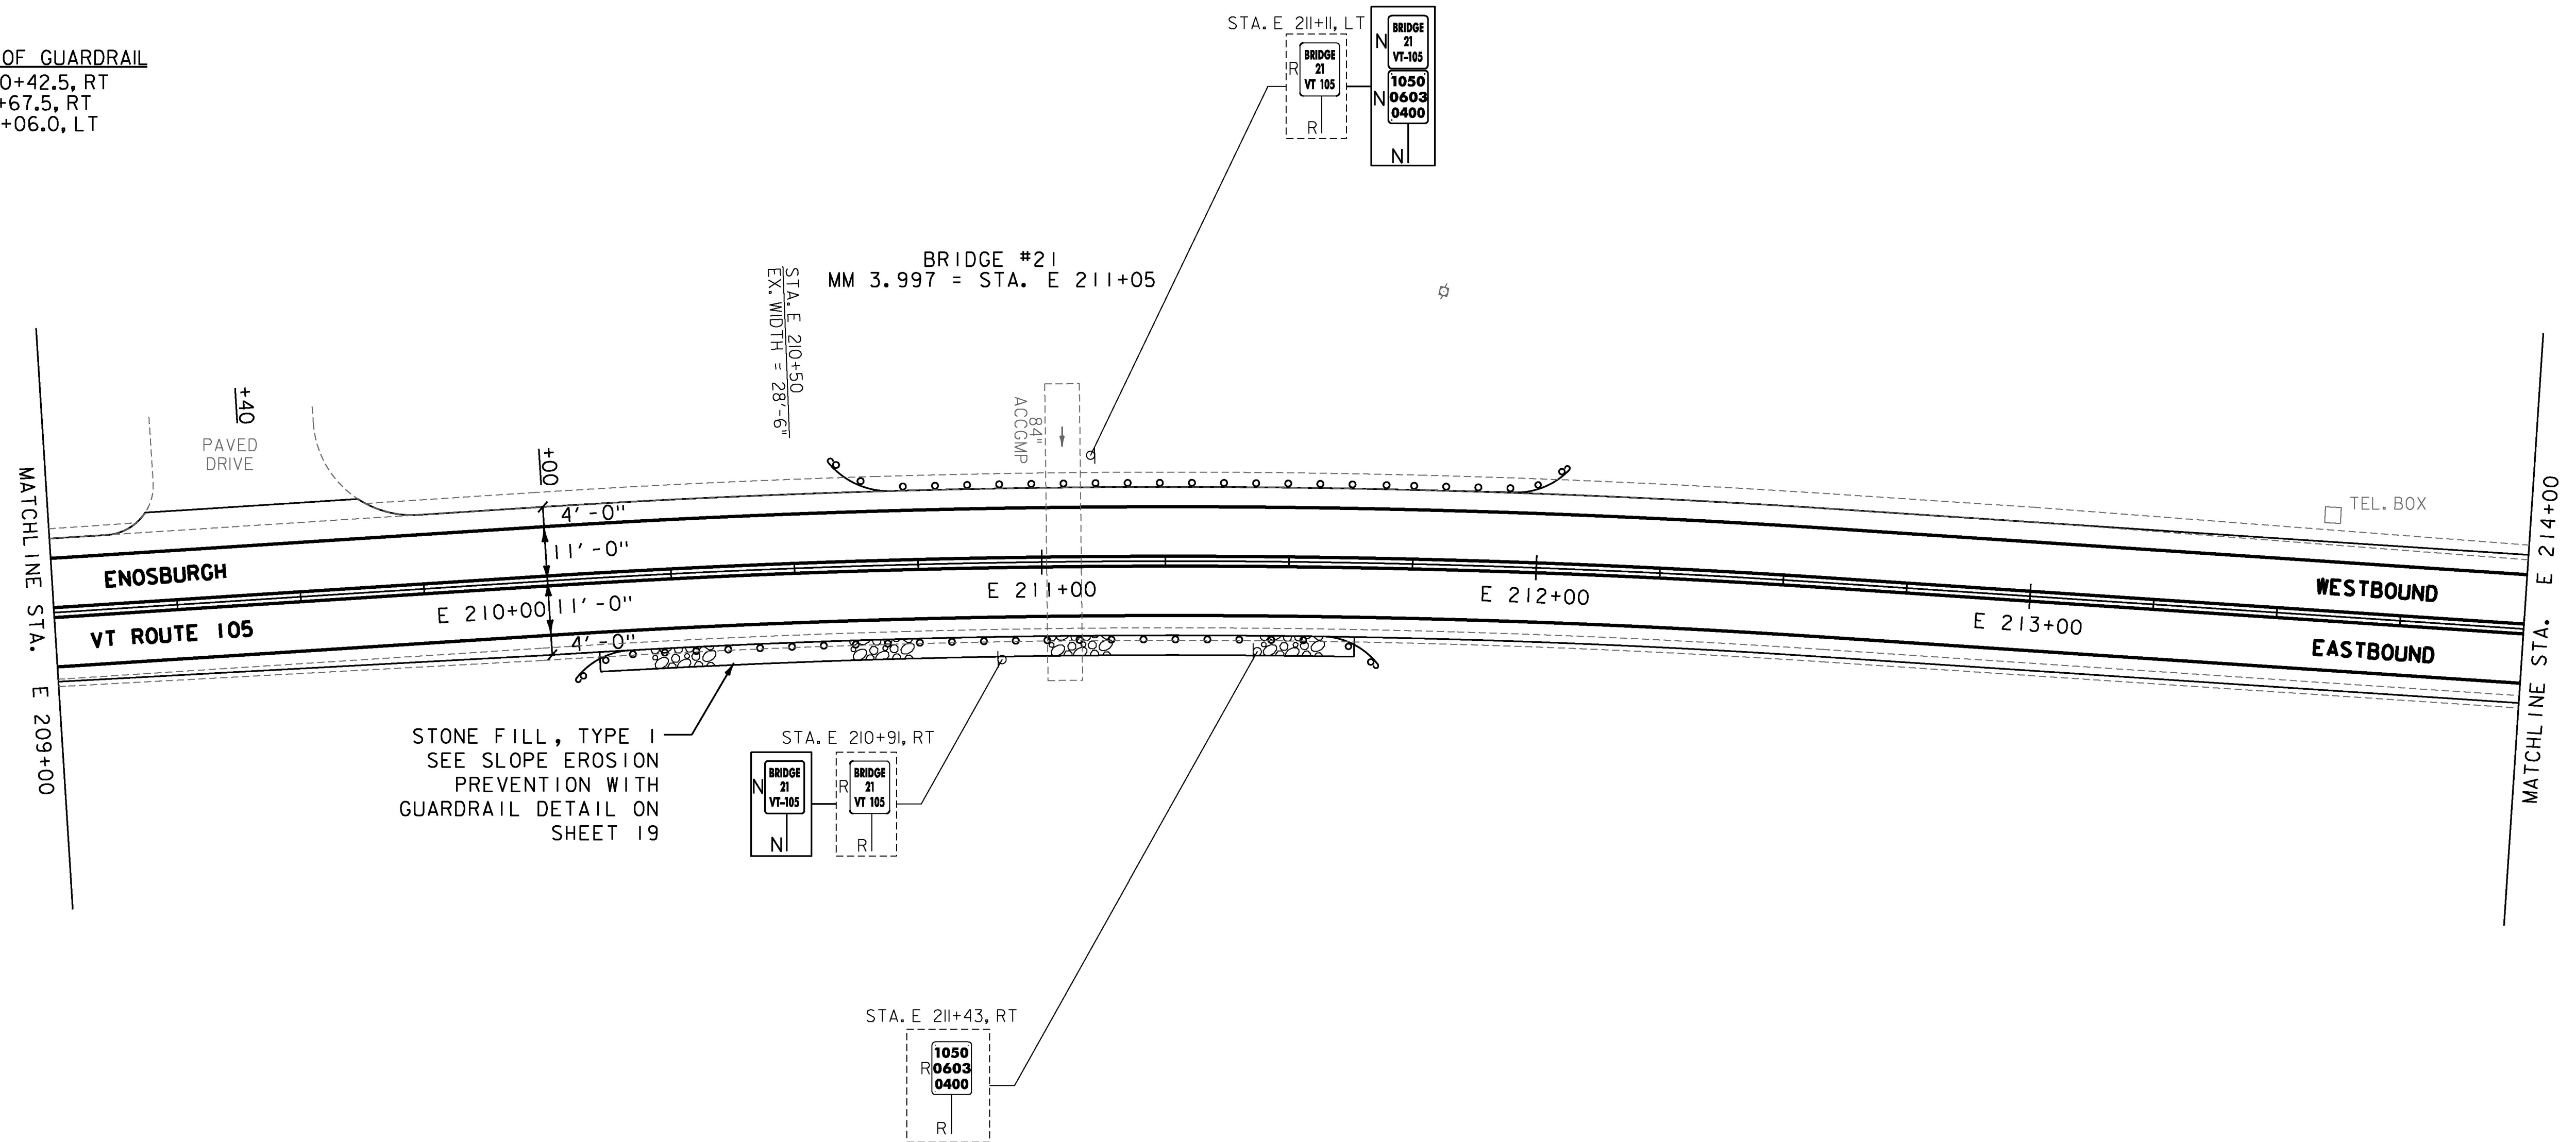 OF GUARDRAIL
0+42.5, RT
+67.5, RT
+06.0, LT
STA. E 211+11, LT
R
BRIDGE
21
VT 105
R
N
BRIDGE
21
VT-105
N
1050
0603
0400
N
BRIDGE #21
MM 3.997 = STA. E 211+05
STA. E 210+50
EX. WIDTH = 28'-6"
+40
PAVED
DRIVE
+00
84"
ACCGMP
TEL. BOX
MATCHLINE STA. E 209+00
MATCHLINE STA. E 214+00
4'-0"
11'-0"
ENOSBURGH
WESTBOUND
E 210+00
11'-0"
E 211+00
E 212+00
E 213+00
VT ROUTE 105
EASTBOUND
4'-0"
STONE FILL, TYPE I
SEE SLOPE EROSION
PREVENTION WITH
GUARDRAIL DETAIL ON
SHEET 19
STA. E 210+91, RT
N
BRIDGE
21
VT-105
N
R
BRIDGE
21
VT 105
R
STA. E 211+43, RT
R
1050
0603
0400
R